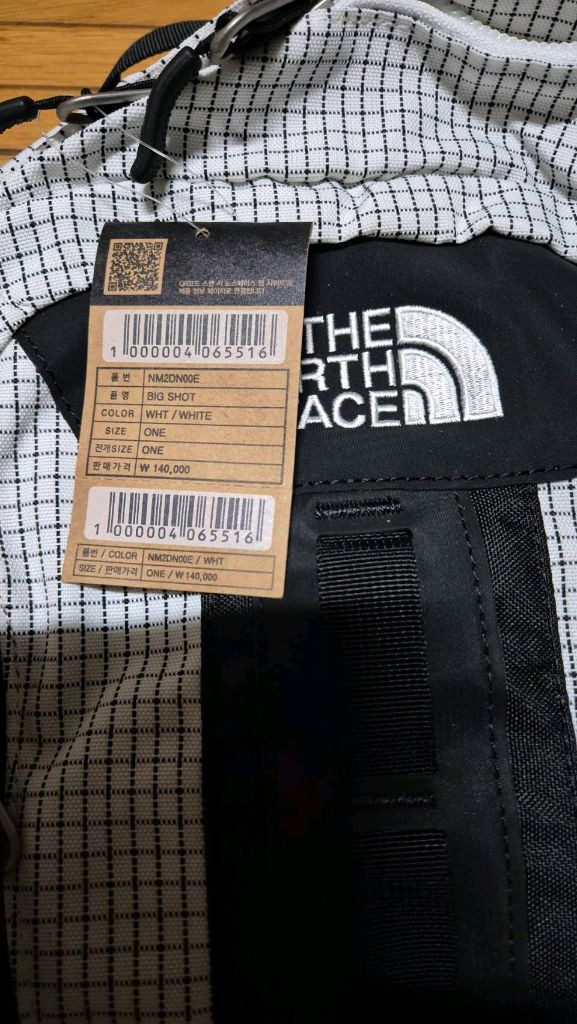 QR코드 스캔 시 노스페이스 웹 사이트의
제품 정보 페이지로 연결됩니다
1 000004 065516
품 번 NM2DN00E
품 명 BIG SHOT
COLOR WHT / WHITE
SIZE ONE
전개SIZE ONE
판매가격 ₩ 140,000
1 000004 065516
품번 / COLOR NM2DN00E / WHT
SIZE / 판매가격 ONE / ₩ 140,000
THE
RTH
ACE